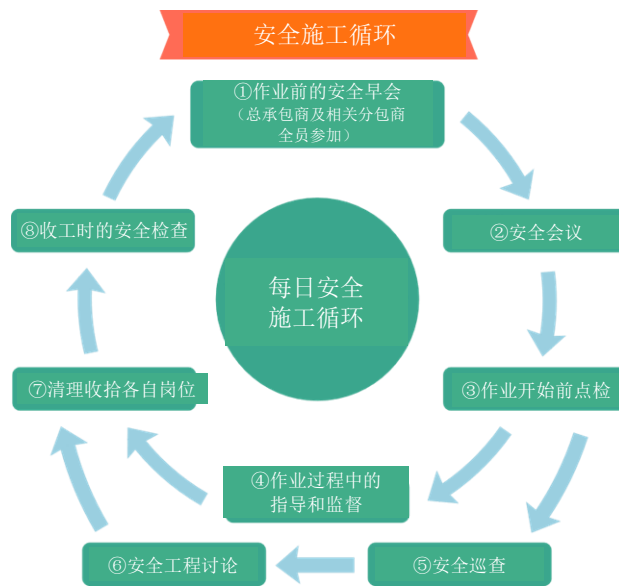 安全施工循环
①作业前的安全早会
（总承包商及相关分包商
全员参加）
②安全会议
③作业开始前点检
④作业过程中的
指导和监督
⑤安全巡查
⑥安全工程讨论
⑦清理收拾各自岗位
⑧收工时的安全检查
每日安全
施工循环